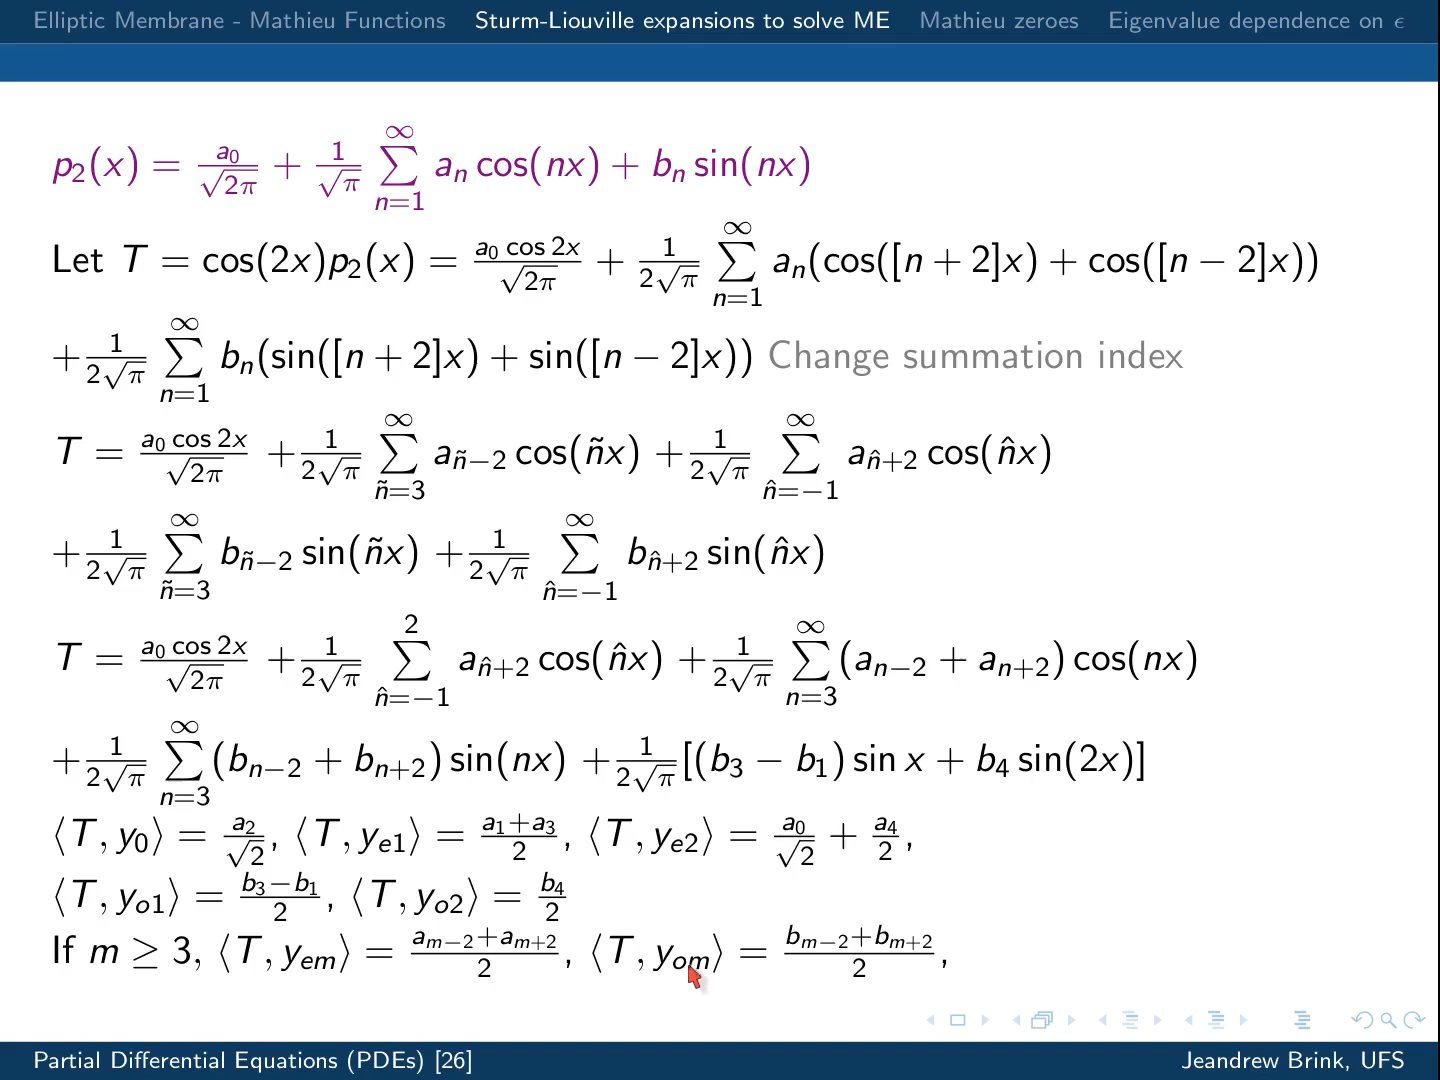 Elliptic Membrane - Mathieu Functions Sturm-Liouville expansions to solve ME Mathieu zeroes Eigenvalue dependence on ϵ
p₂(x) = a₀/√(2π) + 1/√π ∑_{n=1}^{∞} aₙ cos(nx) + bₙ sin(nx)
Let T = cos(2x)p₂(x) = a₀ cos 2x/√(2π) + 1/(2√π) ∑_{n=1}^{∞} aₙ(cos([n + 2]x) + cos([n − 2]x))
+ 1/(2√π) ∑_{n=1}^{∞} bₙ(sin([n + 2]x) + sin([n − 2]x)) Change summation index
T = a₀ cos 2x/√(2π) + 1/(2√π) ∑_{ñ=3}^{∞} a_{ñ−2} cos(ñx) + 1/(2√π) ∑_{n̂=−1}^{∞} a_{n̂+2} cos(n̂x)
+ 1/(2√π) ∑_{ñ=3}^{∞} b_{ñ−2} sin(ñx) + 1/(2√π) ∑_{n̂=−1}^{∞} b_{n̂+2} sin(n̂x)
T = a₀ cos 2x/√(2π) + 1/(2√π) ∑_{n̂=−1}^{2} a_{n̂+2} cos(n̂x) + 1/(2√π) ∑_{n=3}^{∞} (a_{n−2} + a_{n+2}) cos(nx)
+ 1/(2√π) ∑_{n=3}^{∞} (b_{n−2} + b_{n+2}) sin(nx) + 1/(2√π) [(b₃ − b₁) sin x + b₄ sin(2x)]
⟨T, y₀⟩ = a₂/√2, ⟨T, y_{e1}⟩ = (a₁+a₃)/2, ⟨T, y_{e2}⟩ = a₀/√2 + a₄/2,
⟨T, y_{o1}⟩ = (b₃−b₁)/2, ⟨T, y_{o2}⟩ = b₄/2
If m ≥ 3, ⟨T, y_{em}⟩ = (a_{m−2}+a_{m+2})/2, ⟨T, y_{om}⟩ = (b_{m−2}+b_{m+2})/2,
Partial Differential Equations (PDEs) [26] Jeandrew Brink, UFS